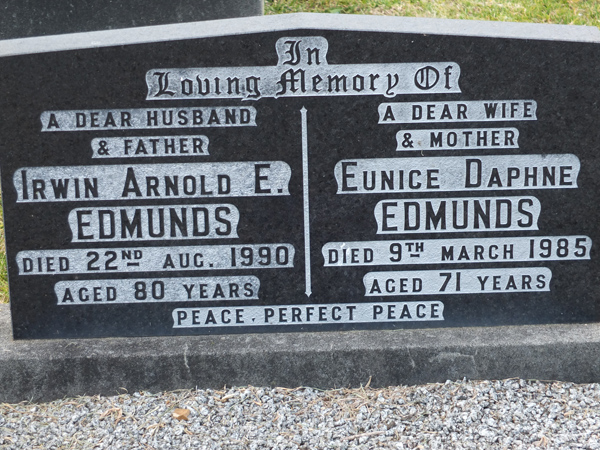 In
Loving Memory Of
A DEAR HUSBAND
& FATHER
IRWIN ARNOLD E.
EDMUNDS
DIED 22ND AUG. 1990
AGED 80 YEARS
A DEAR WIFE
& MOTHER
EUNICE DAPHNE
EDMUNDS
DIED 9TH MARCH 1985
AGED 71 YEARS
PEACE, PERFECT PEACE